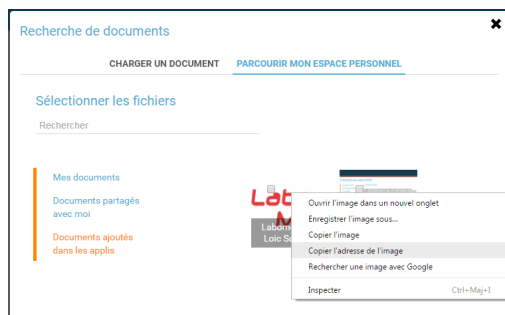 Recherche de documents
CHARGER UN DOCUMENT PARCOURIR MON ESPACE PERSONNEL
Sélectionner les fichiers
Rechercher
Mes documents
Documents partagés
avec moi
Documents ajoutés
dans les applis
Ouvrir l'image dans un nouvel onglet
Enregistrer l'image sous...
Copier l'image
Copier l'adresse de l'image
Rechercher une image avec Google
Inspecter Ctrl+Maj+I
Loic